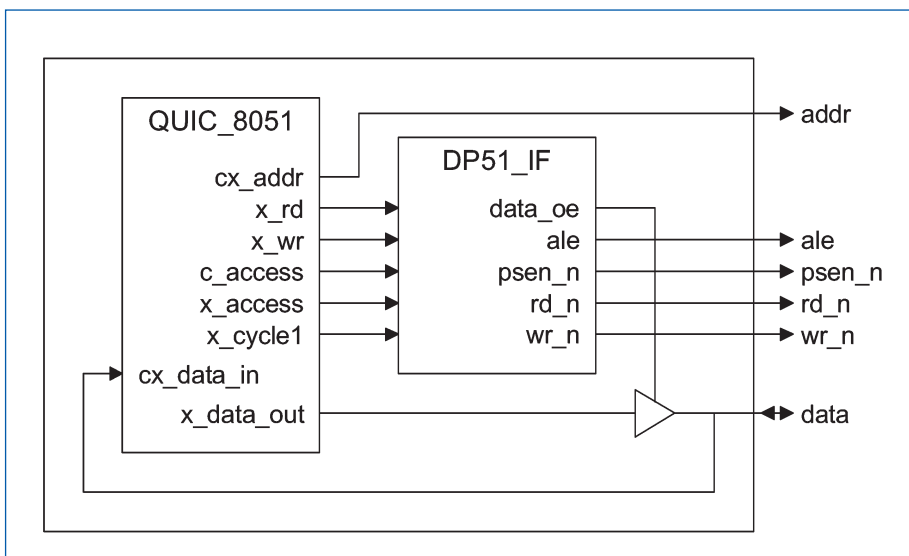 QUIC_8051
cx_addr
x_rd
x_wr
c_access
x_access
x_cycle1
cx_data_in
x_data_out
DP51_IF
data_oe
ale
psen_n
rd_n
wr_n
addr
ale
psen_n
rd_n
wr_n
data